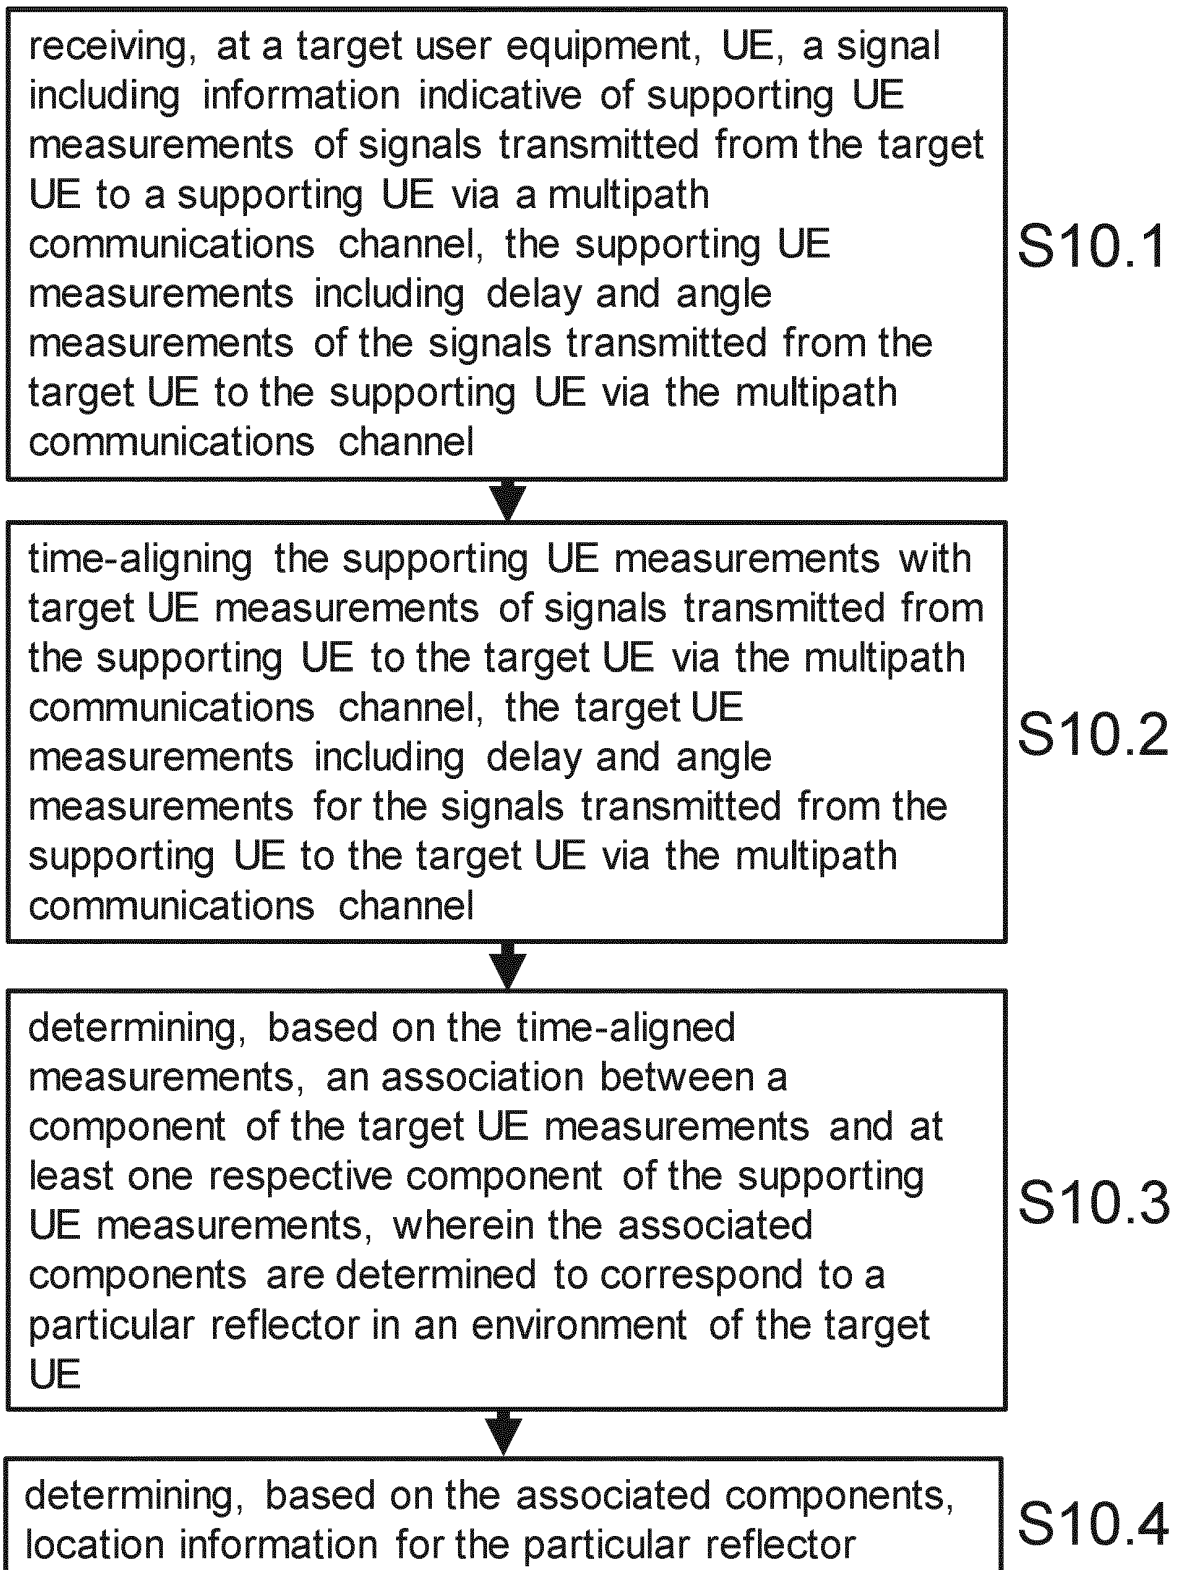 receiving, at a target user equipment, UE, a signal
including information indicative of supporting UE
measurements of signals transmitted from the target
UE to a supporting UE via a multipath
communications channel, the supporting UE
measurements including delay and angle
measurements of the signals transmitted from the
target UE to the supporting UE via the multipath
communications channel
S10.1
time-aligning the supporting UE measurements with
target UE measurements of signals transmitted from
the supporting UE to the target UE via the multipath
communications channel, the target UE
measurements including delay and angle
measurements for the signals transmitted from the
supporting UE to the target UE via the multipath
communications channel
S10.2
determining, based on the time-aligned
measurements, an association between a
component of the target UE measurements and at
least one respective component of the supporting
UE measurements, wherein the associated
components are determined to correspond to a
particular reflector in an environment of the target
UE
S10.3
determining, based on the associated components,
location information for the particular reflector
S10.4